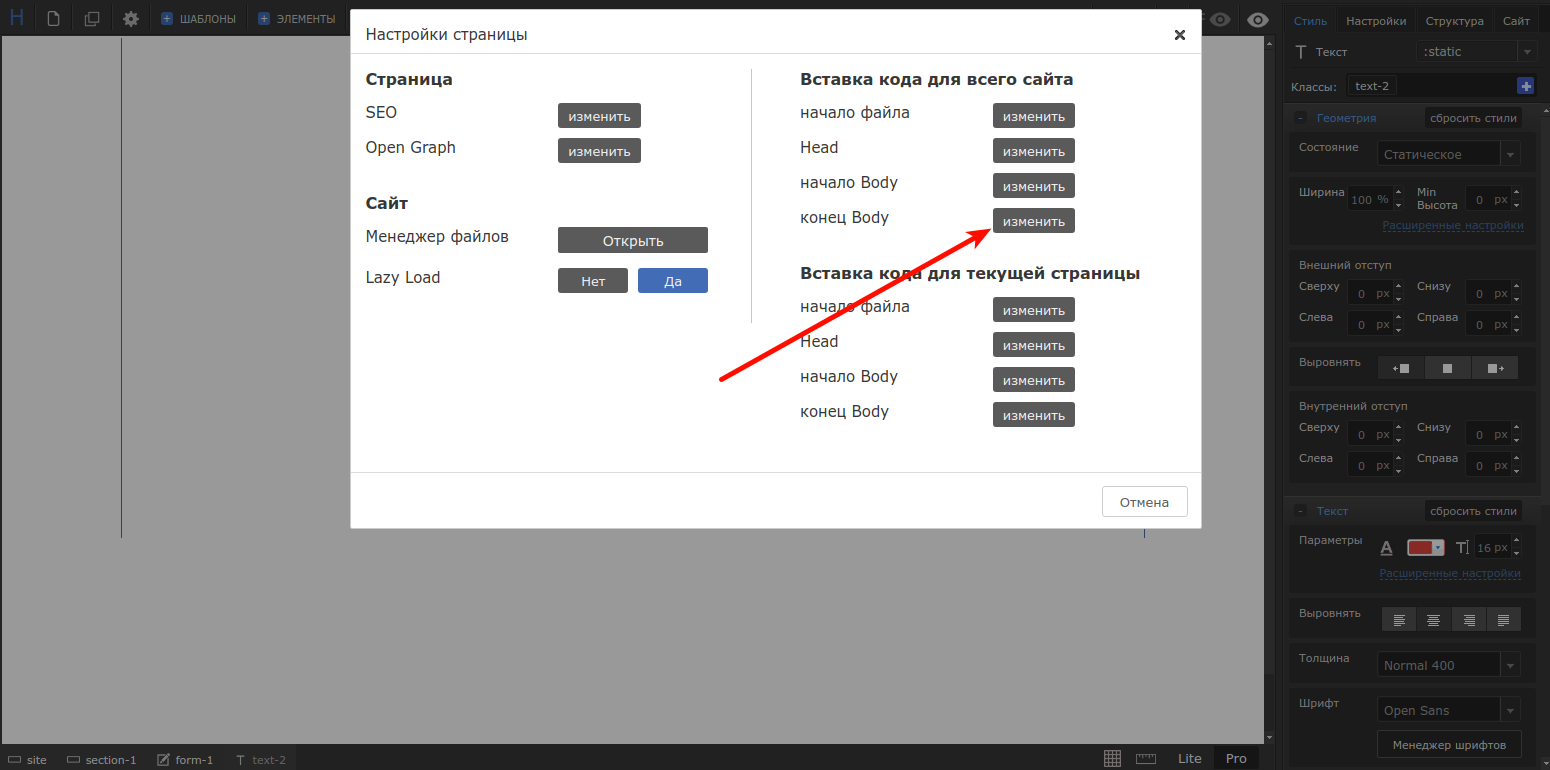 H
ШАБЛОНЫ
ЭЛЕМЕНТЫ
Настройки страницы
Страница
SEO
изменить
Open Graph
изменить
Сайт
Менеджер файлов
Открыть
Lazy Load
Нет
Да
Вставка кода для всего сайта
начало файла
изменить
Head
изменить
начало Body
изменить
конец Body
изменить
Вставка кода для текущей страницы
начало файла
изменить
Head
изменить
начало Body
изменить
конец Body
изменить
Отмена
Стиль
Настройки
Структура
Сайт
Текст
:static
Классы:
text-2
Геометрия
сбросить стили
Состояние
Статическое
Ширина
100 %
Min
Высота
0 px
Расширенные настройки
Внешний отступ
Сверху
0 px
Снизу
0 px
Слева
0 px
Справа
0 px
Выровнять
Внутренний отступ
Сверху
0 px
Снизу
0 px
Слева
0 px
Справа
0 px
Текст
сбросить стили
Параметры
16 px
Расширенные настройки
Выровнять
Толщина
Normal 400
Шрифт
Open Sans
Менеджер шрифтов
site
section-1
form-1
text-2
Lite
Pro